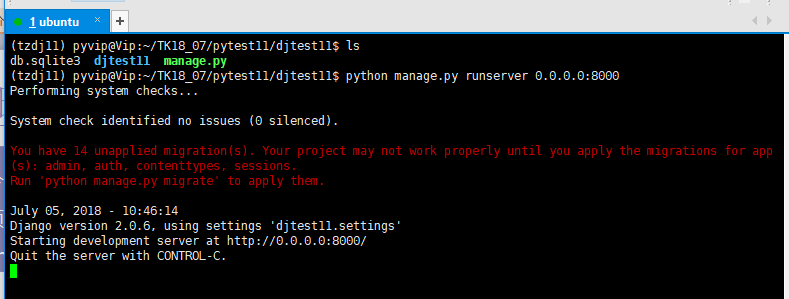 1 ubuntu × +
(tzdj11) pyvip@Vip:~/TK18_07/pytest11/djtest11$ ls
db.sqlite3 djtest11 manage.py
(tzdj11) pyvip@Vip:~/TK18_07/pytest11/djtest11$ python manage.py runserver 0.0.0.0:8000
Performing system checks...
System check identified no issues (0 silenced).
You have 14 unapplied migration(s). Your project may not work properly until you apply the migrations for app
(s): admin, auth, contenttypes, sessions.
Run 'python manage.py migrate' to apply them.
July 05, 2018 - 10:46:14
Django version 2.0.6, using settings 'djtest11.settings'
Starting development server at http://0.0.0.0:8000/
Quit the server with CONTROL-C.